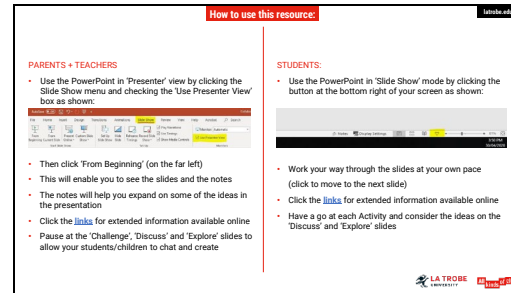 How to use this resource:
latrobe.ed
PARENTS + TEACHERS
• Use the PowerPoint in 'Presenter' view by clicking the
Slide Show menu and checking the 'Use Presenter View'
box as shown:
• Then click 'From Beginning' (on the far left)
• This will enable you to see the slides and the notes
• The notes will help you expand on some of the ideas in
the presentation
• Click the links for extended information available online
• Pause at the 'Challenge', 'Discuss' and 'Explore' slides to
allow your students/children to chat and create
STUDENTS:
• Use the PowerPoint in 'Slide Show' mode by clicking the
button at the bottom right of your screen as shown:
Notes Display Settings
• Work your way through the slides at your own pace
(click to move to the next slide)
• Click the links for extended information available online
• Have a go at each Activity and consider the ideas on the
'Discuss' and 'Explore' slides
LA TROBE
UNIVERSITY
All
kinds of